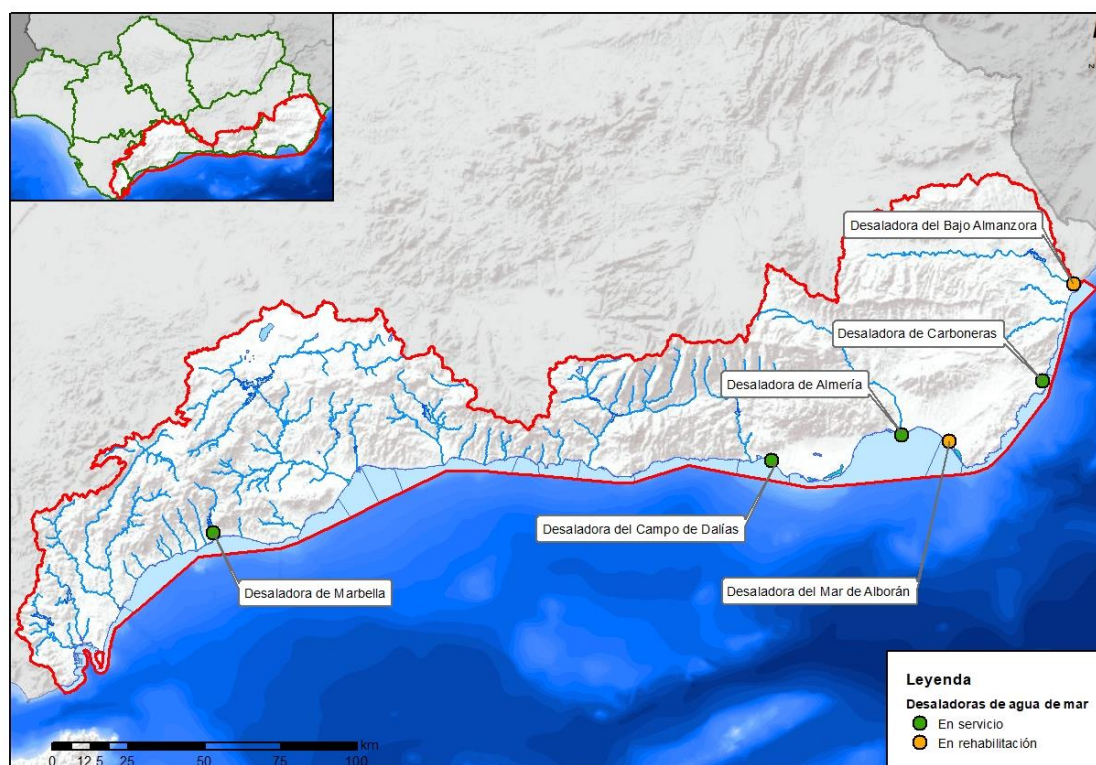 Desaladora del Bajo Almanzora
Desaladora de Carboneras
Desaladora de Almería
Desaladora del Campo de Dalías
Desaladora de Marbella
Desaladora del Mar de Alborán
Leyenda
Desaladoras de agua de mar
En servicio
En rehabilitación
km
0 12,5 25 50 75 100